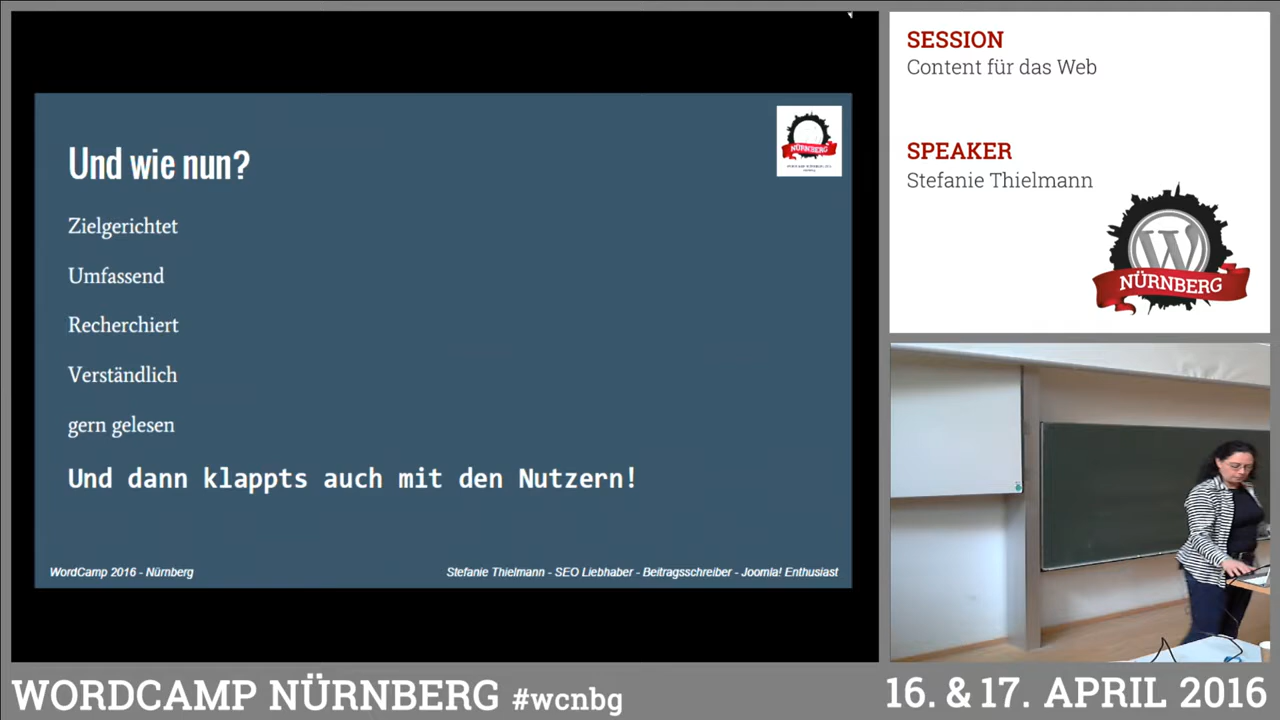 Und wie nun?
Zielgerichtet
Umfassend
Recherchiert
Verständlich
gern gelesen
Und dann klappts auch mit den Nutzern!
WordCamp 2016 - Nürnberg
Stefanie Thielmann - SEO Liebhaber - Beitragsschreiber - Joomla! Enthusiast
NÜRNBERG
SESSION
Content für das Web
SPEAKER
Stefanie Thielmann
NÜRNBERG
WORDCAMP NÜRNBERG #wcnbg
16. & 17. APRIL 2016